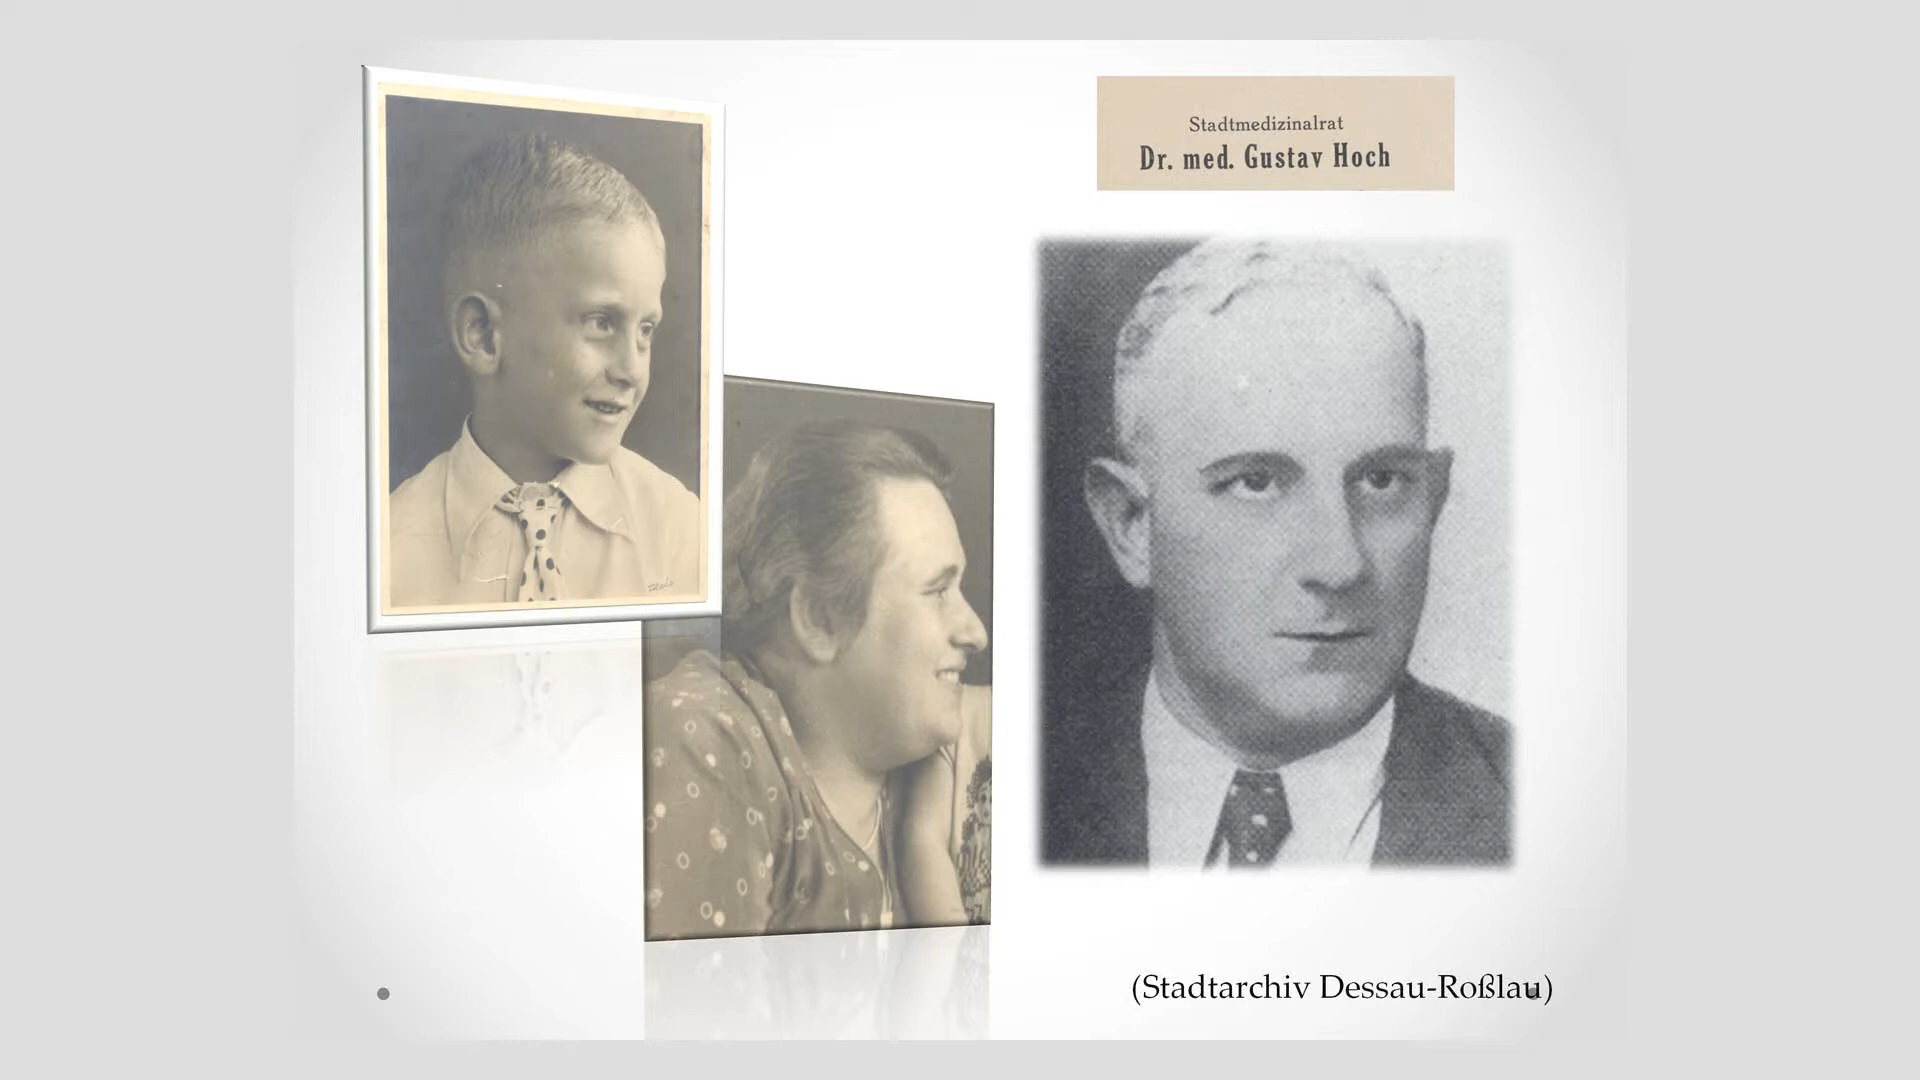 Stadtmedizinalrat
Dr. med. Gustav Hoch
(Stadtarchiv Dessau-Roßlau)